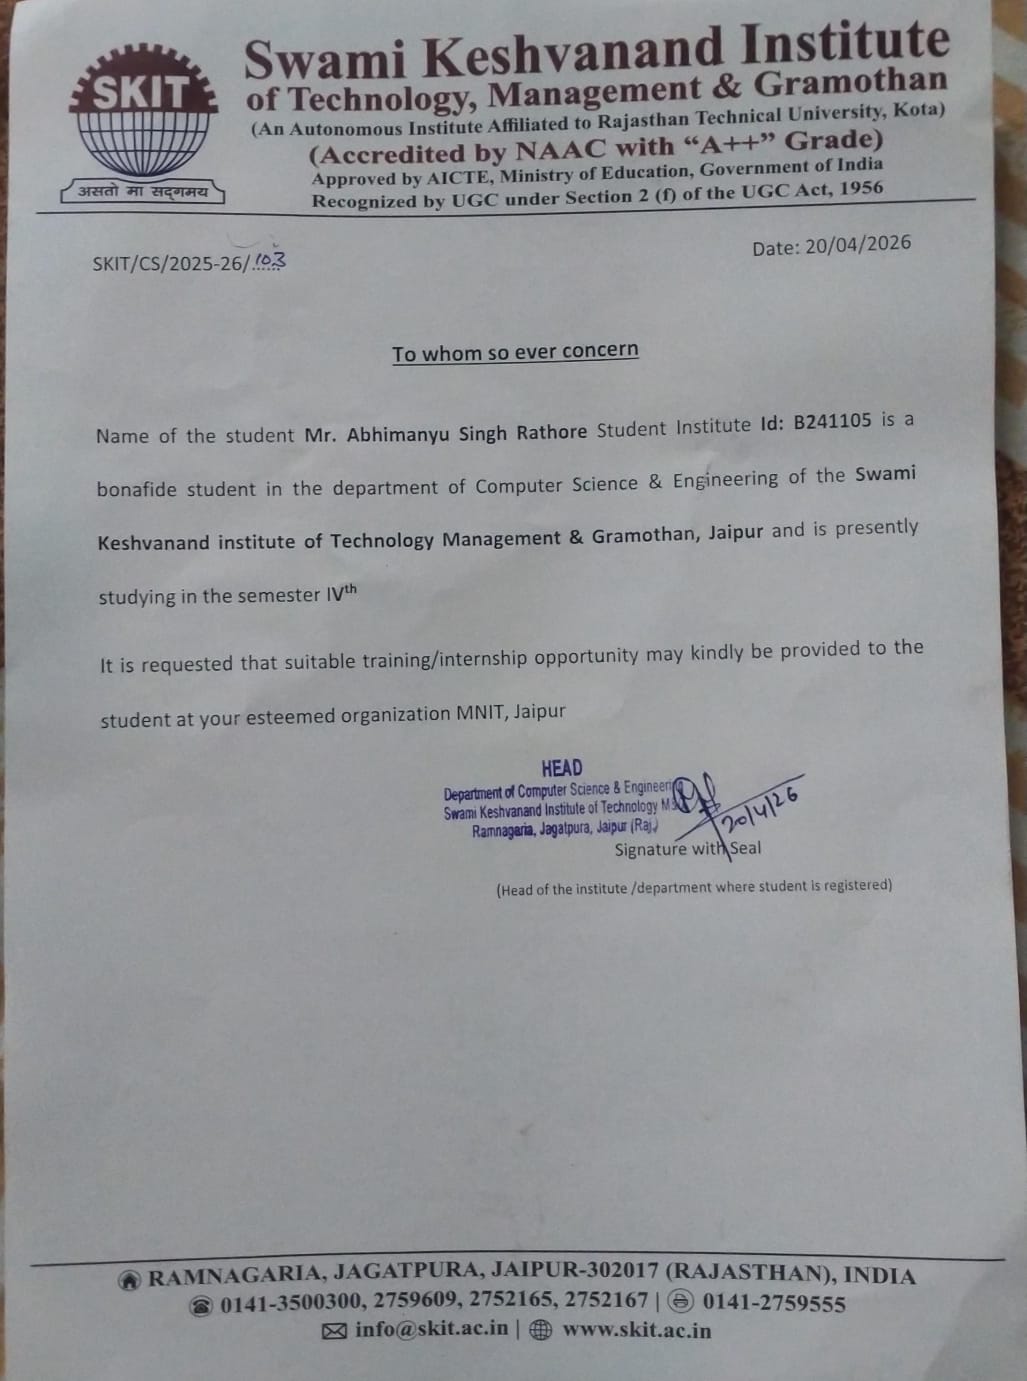 SKIT
असतो मा सद्गमय
Swami Keshvanand Institute
of Technology, Management & Gramothan
(An Autonomous Institute Affiliated to Rajasthan Technical University, Kota)
(Accredited by NAAC with “A++” Grade)
Approved by AICTE, Ministry of Education, Government of India
Recognized by UGC under Section 2 (f) of the UGC Act, 1956
SKIT/CS/2025-26/103
Date: 20/04/2026
To whom so ever concern
Name of the student Mr. Abhimanyu Singh Rathore Student Institute Id: B241105 is a
bonafide student in the department of Computer Science & Engineering of the Swami
Keshvanand institute of Technology Management & Gramothan, Jaipur and is presently
studying in the semester IVth
It is requested that suitable training/internship opportunity may kindly be provided to the
student at your esteemed organization MNIT, Jaipur
HEAD
Department of Computer Science & Engineering
Swami Keshvanand Institute of Technology
Ramnagaria, Jagatpura, Jaipur (Raj.)
20/4/26
Signature with Seal
(Head of the institute /department where student is registered)
RAMNAGARIA, JAGATPURA, JAIPUR-302017 (RAJASTHAN), INDIA
0141-3500300, 2759609, 2752165, 2752167 | 0141-2759555
info@skit.ac.in | www.skit.ac.in